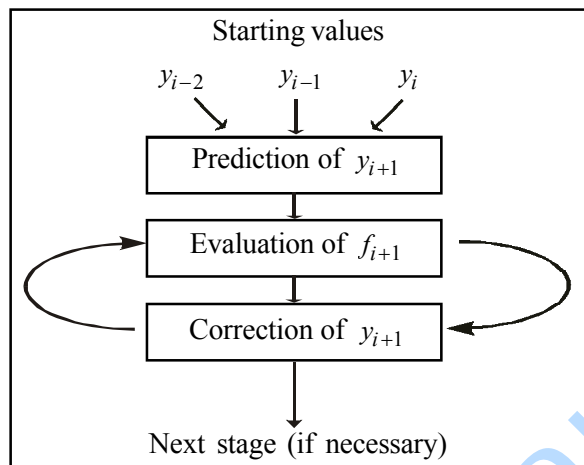 Starting values
y_{i-2} y_{i-1} y_i
Prediction of y_{i+1}
Evaluation of f_{i+1}
Correction of y_{i+1}
Next stage (if necessary)